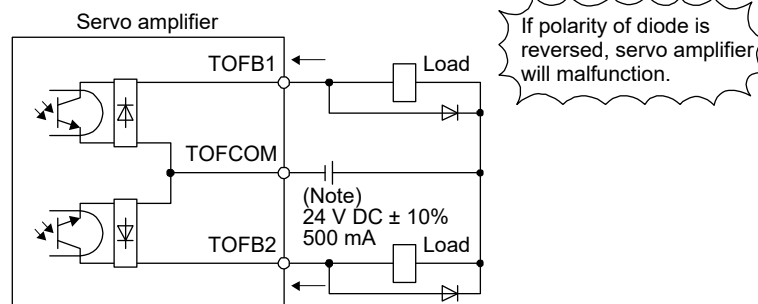 Servo amplifier
If polarity of diode is
reversed, servo amplifier
will malfunction.
TOFB1
Load
TOFCOM
(Note)
24 V DC ± 10%
500 mA
TOFB2
Load